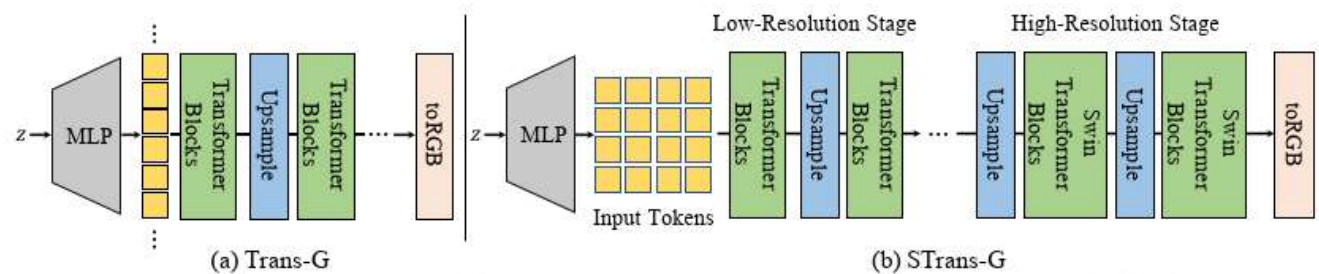 Low-Resolution Stage
High-Resolution Stage
z
MLP
Transformer
Blocks
Upsample
Transformer
Blocks
toRGB
z
MLP
Input Tokens
Transformer
Blocks
Upsample
Transformer
Blocks
Upsample
Swin
Transformer
Blocks
Upsample
Swin
Transformer
Blocks
toRGB
(a) Trans-G
(b) STrans-G